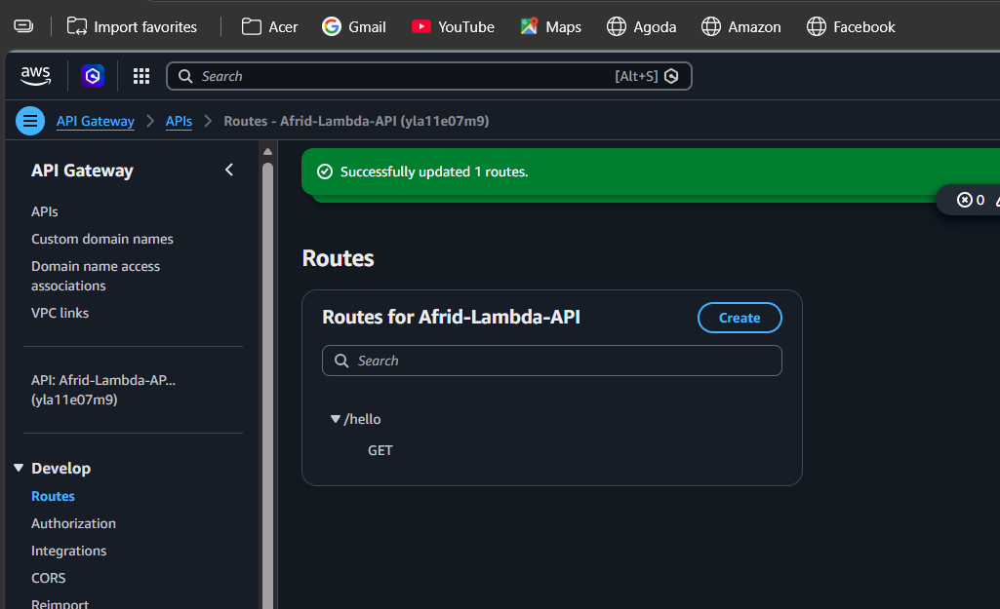 Import favorites
Acer
Gmail
YouTube
Maps
Agoda
Amazon
Facebook
aws
Search [Alt+S]
API Gateway
APIs
Routes - Afrid-Lambda-API (yla11e07m9)
API Gateway
APIs
Custom domain names
Domain name access
associations
VPC links
API: Afrid-Lambda-AP...
(yla11e07m9)
Develop
Routes
Authorization
Integrations
CORS
Reimport
Successfully updated 1 routes.
0
Routes
Routes for Afrid-Lambda-API
Create
Search
/hello
GET